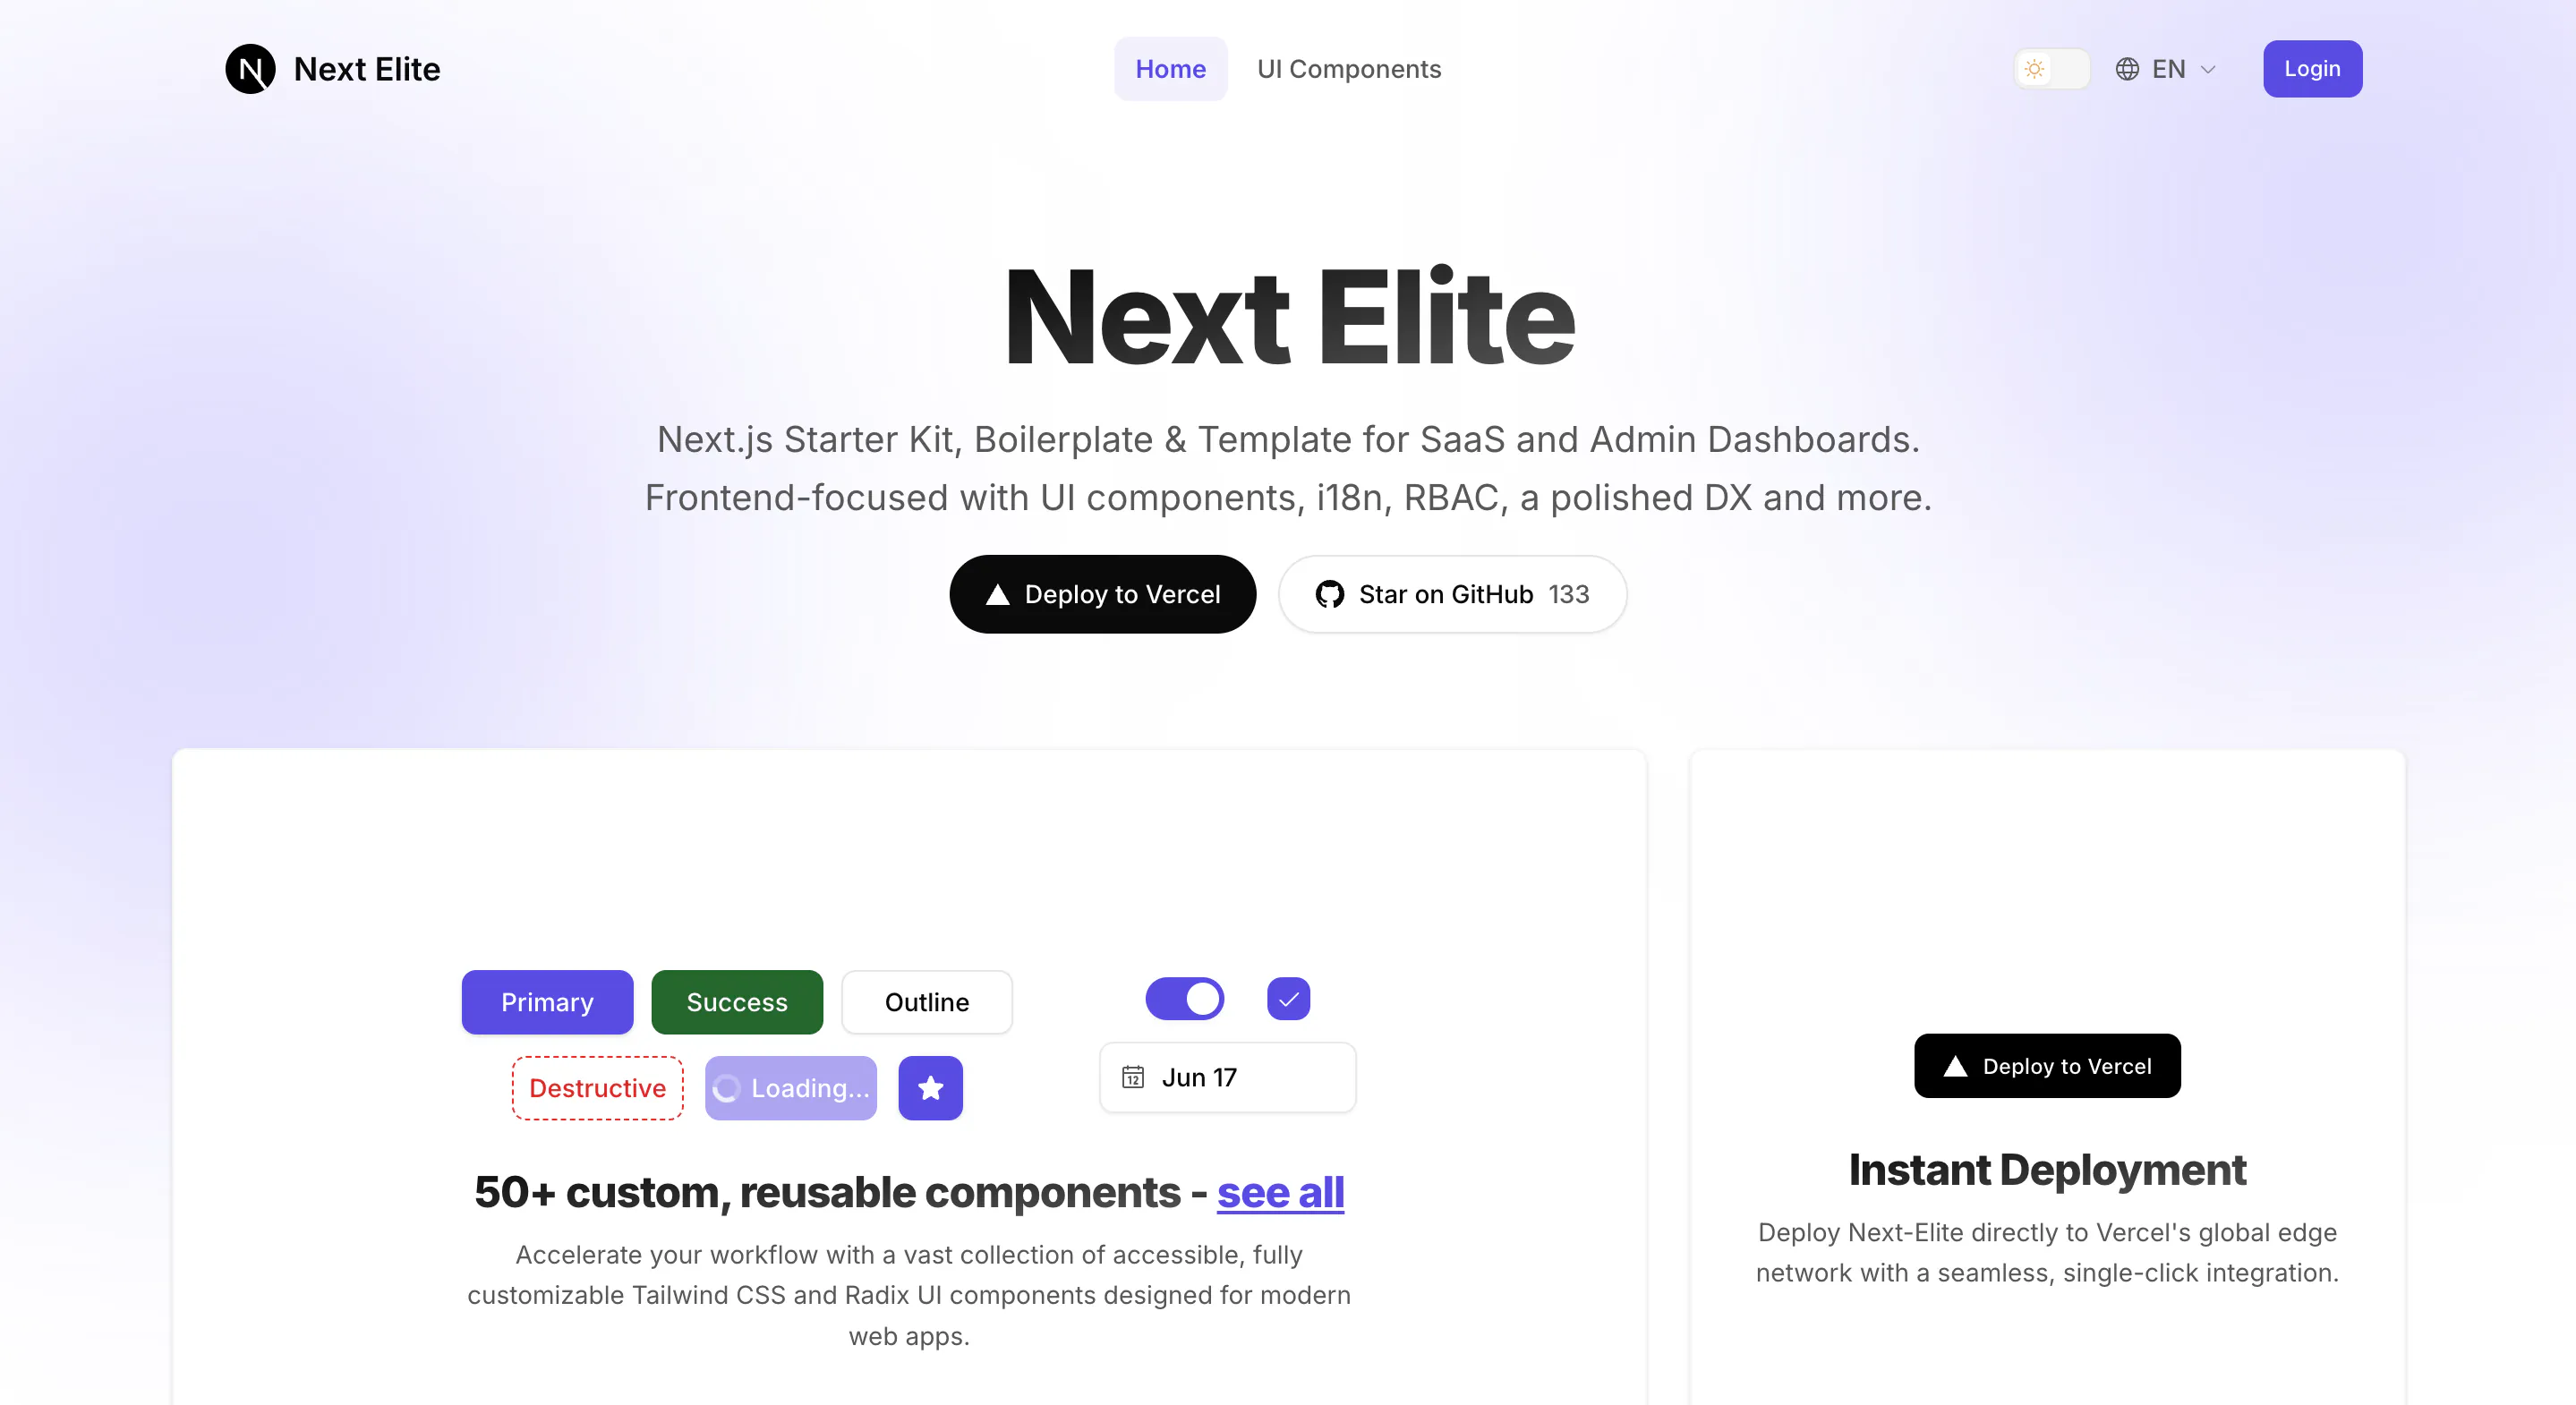 Next Elite
Home
UI Components
EN
Login
Next Elite
Next.js Starter Kit, Boilerplate & Template for SaaS and Admin Dashboards.
Frontend-focused with UI components, i18n, RBAC, a polished DX and more.
Deploy to Vercel
Star on GitHub 133
Primary
Success
Outline
Destructive
Loading...
12
Jun 17
50+ custom, reusable components - see all
Accelerate your workflow with a vast collection of accessible, fully
customizable Tailwind CSS and Radix UI components designed for modern
web apps.
Deploy to Vercel
Instant Deployment
Deploy Next-Elite directly to Vercel's global edge
network with a seamless, single-click integration.